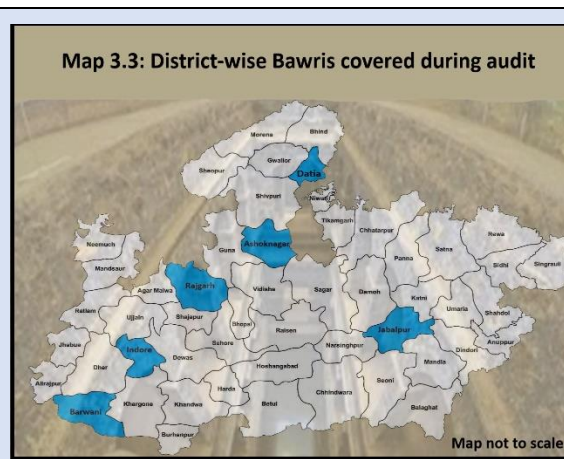 Map 3.3: District-wise Bawris covered during audit
Morena
Bhind
Sheopur
Gwalior
Datia
Shivpuri
Niwari
Tikamgarh
Chhatarpur
Rewa
Neemuch
Guna
Ashoknagar
Panna
Satna
Sidhi
Singrauli
Mandsaur
Agar Malwa
Rajgarh
Vidisha
Sagar
Damoh
Katni
Umaria
Shahdol
Ratlam
Ujjain
Shajapur
Bhopal
Raisen
Jabalpur
Anuppur
Jhabua
Indore
Dewas
Sehore
Narsinghpur
Dindori
Alirajpur
Dhar
Hoshangabad
Mandla
Seoni
Barwani
Khargone
Khandwa
Harda
Betul
Chhindwara
Balaghat
Burhanpur
Map not to scale